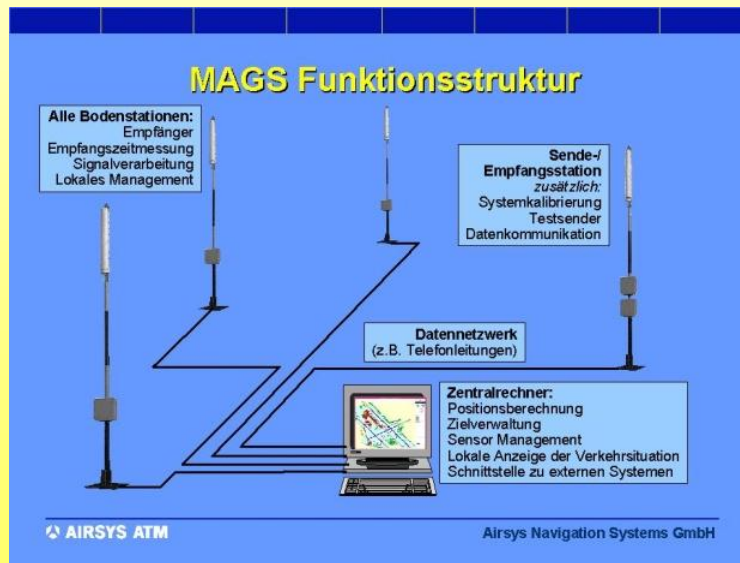 MAGS Funktionsstruktur
Alle Bodenstationen:
Empfänger
Empfangszeitmessung
Signalverarbeitung
Lokales Management
Sende-/
Empfangsstation
zusätzlich:
Systemkalibrierung
Testsender
Datenkommunikation
Datennetzwerk
(z.B. Telefonleitungen)
Zentralrechner:
Positionsberechnung
Zielverwaltung
Sensor Management
Lokale Anzeige der Verkehrsituation
Schnittstelle zu externen Systemen
AIRSYS ATM
Airsys Navigation Systems GmbH